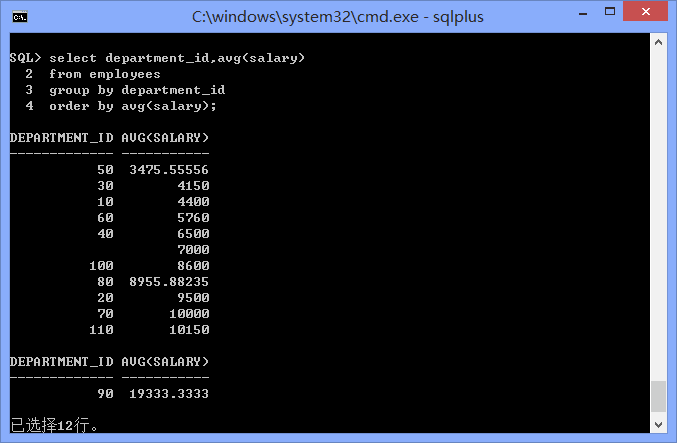 C:\windows\system32\cmd.exe - sqlplus
SQL> select department_id,avg(salary)
  2  from employees
  3  group by department_id
  4  order by avg(salary);
DEPARTMENT_ID AVG(SALARY)
------------- -----------
           50  3475.55556
           30        4150
           10        4400
           60        5760
           40        6500
                     7000
          100        8600
           80  8955.88235
           20        9500
           70       10000
          110       10150
DEPARTMENT_ID AVG(SALARY)
------------- -----------
           90  19333.3333
已选择12行。